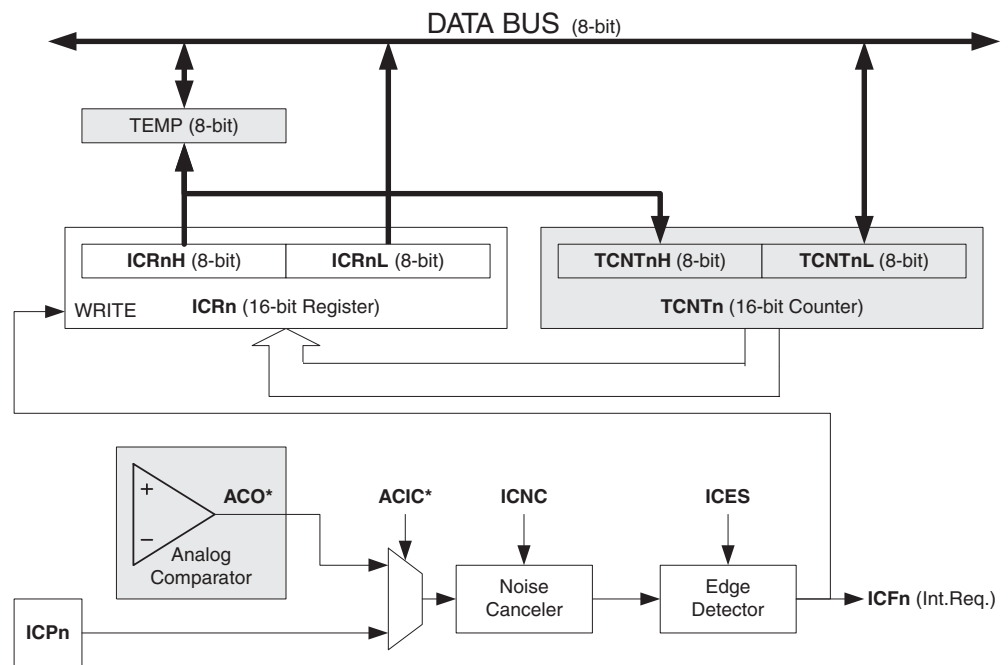 DATA BUS (8-bit)
TEMP (8-bit)
ICRnH (8-bit) ICRnL (8-bit) TCNTnH (8-bit) TCNTnL (8-bit)
WRITE ICRn (16-bit Register) TCNTn (16-bit Counter)
+
−
ACO* ACIC* ICNC ICES
Analog
Comparator
Noise
Canceler
Edge
Detector
ICFn (Int.Req.)
ICPn